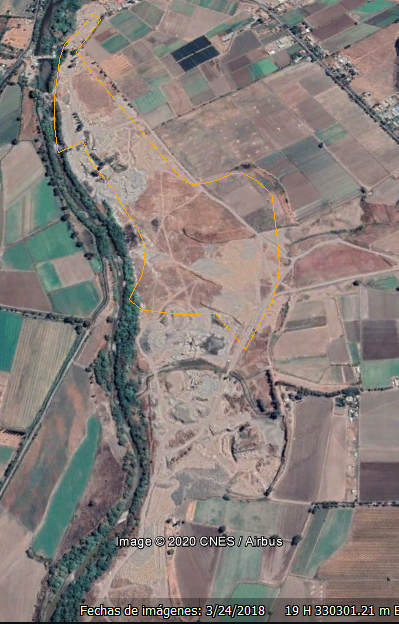 Image © 2020 CNES / Airbus
Fechas de imágenes: 3/24/2018 19 H 330301.21 m E